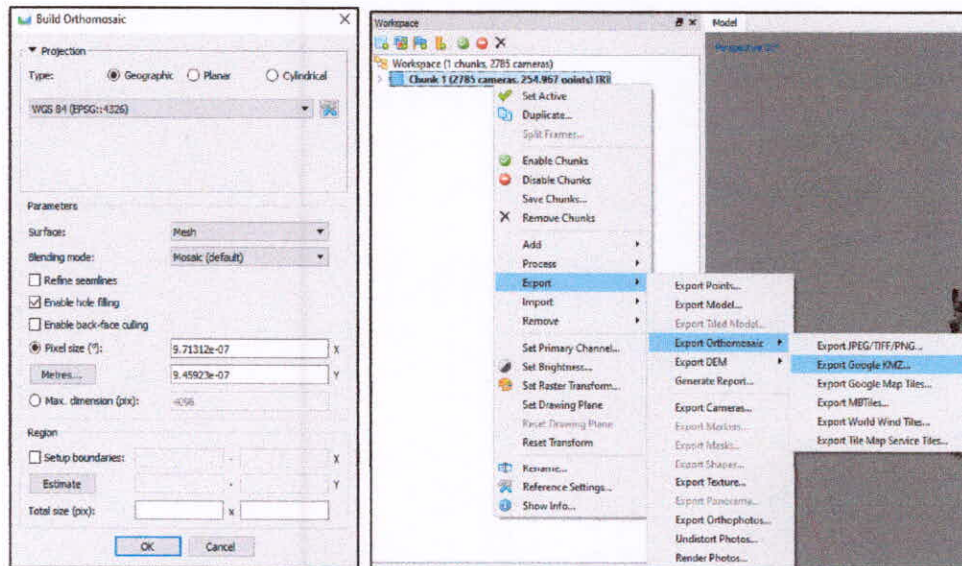 Build Orthomosaic
Projection
Type: Geographic Planar Cylindrical
WGS 84 (EPSG::4326)
Parameters
Surface: Mesh
Blending mode: Mosaic (default)
Refine seamlines
Enable hole filling
Enable back-face culling
Pixel size (°): 9.71312e-07 X
Metres... 9.45923e-07 Y
Max. dimension (pix): 4096
Region
Setup boundaries: - X
Estimate - Y
Total size (pix): x
OK Cancel
Workspace
Workspace (1 chunks, 2785 cameras)
Chunk 1 (2785 cameras, 254,967 points) [R]
Set Active
Duplicate...
Split Frames...
Enable Chunks
Disable Chunks
Save Chunks...
Remove Chunks
Add
Process
Export
Import
Remove
Set Primary Channel...
Set Brightness...
Set Raster Transform...
Set Drawing Plane
Reset Drawing Plane
Reset Transform
Rename...
Reference Settings...
Show Info...
Export Points...
Export Model...
Export Tiled Model...
Export Orthomosaic
Export DEM
Generate Report...
Export Cameras...
Export Markers...
Export Masks...
Export Shapes...
Export Texture...
Export Panorama...
Export Orthophotos...
Undistort Photos...
Render Photos...
Export JPEG/TIFF/PNG...
Export Google KMZ...
Export Google Map Tiles...
Export MBTiles...
Export World Wind Tiles...
Export Tile Map Service Tiles...
Model
Perspective